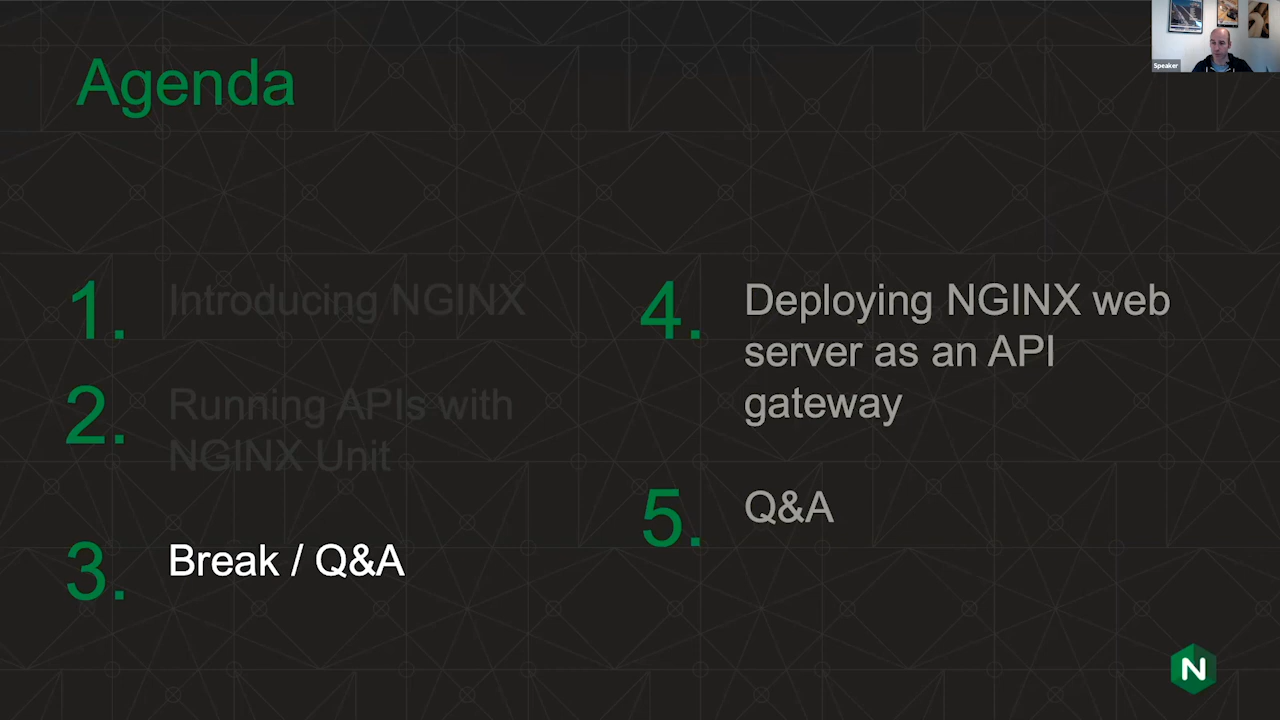 Agenda
Speaker
1.
Introducing NGINX
2.
Running APIs with
NGINX Unit
3.
Break / Q&A
4.
Deploying NGINX web
server as an API
gateway
5.
Q&A
N